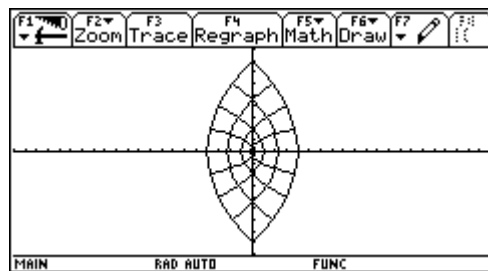 F1 F2 Zoom F3 Trace F4 Regraph F5 Math F6 Draw F7
MAIN RAD AUTO FUNC